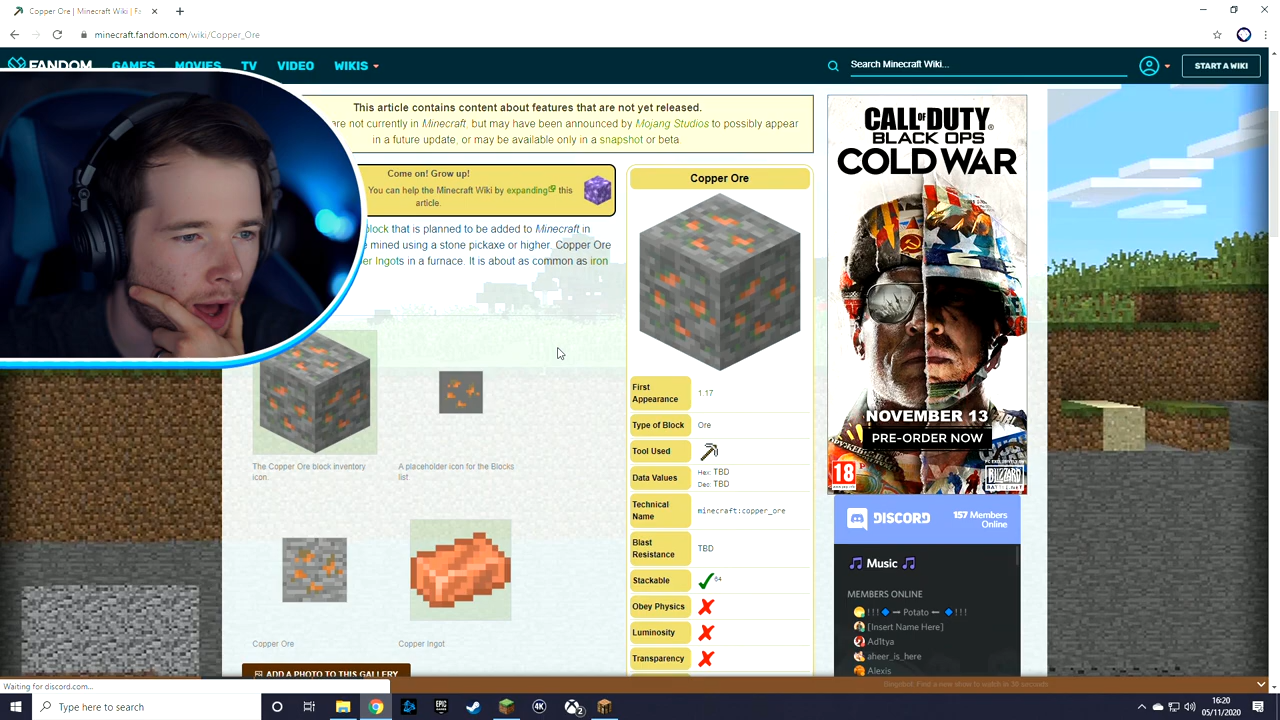 Copper Ore | Minecraft Wiki | Fa
minecraft.fandom.com/wiki/Copper_Ore
FANDOM
GAMES
MOVIES
TV
VIDEO
WIKIS
Search Minecraft Wiki...
START A WIKI
This article contains content about features that are not yet released.
are not currently in Minecraft, but may have been announced by Mojang Studios to possibly appear
in a future update, or may be available only in a snapshot or beta.
Come on! Grow up!
You can help the Minecraft Wiki by expanding this
article.
block that is planned to be added to Minecraft in
mined using a stone pickaxe or higher. Copper Ore
Ingots in a furnace. It is about as common as iron
The Copper Ore block inventory
icon.
A placeholder icon for the Blocks
list
Copper Ore
Copper Ingot
ADD A PHOTO TO THIS GALLERY
Copper Ore
First
Appearance
1.17
Type of Block
Ore
Tool Used
Data Values
Hex: TBD
Dec: TBD
Technical
Name
minecraft:copper_ore
Blast
Resistance
TBD
Stackable
64
Obey Physics
Luminosity
Transparency
CALL OF DUTY
BLACK OPS
COLD WAR
NOVEMBER 13
PRE-ORDER NOW
18
BLIZZARD
BATTLE.NET
DISCORD
157 Members
Online
Music
MEMBERS ONLINE
! ! ! Potato ! ! !
[Insert Name Here]
Ad1tya
aheer_is_here
Alexis
Waiting for discord.com...
Type here to search
EPIC
GAMES
4K
2
16:20
05/11/2020